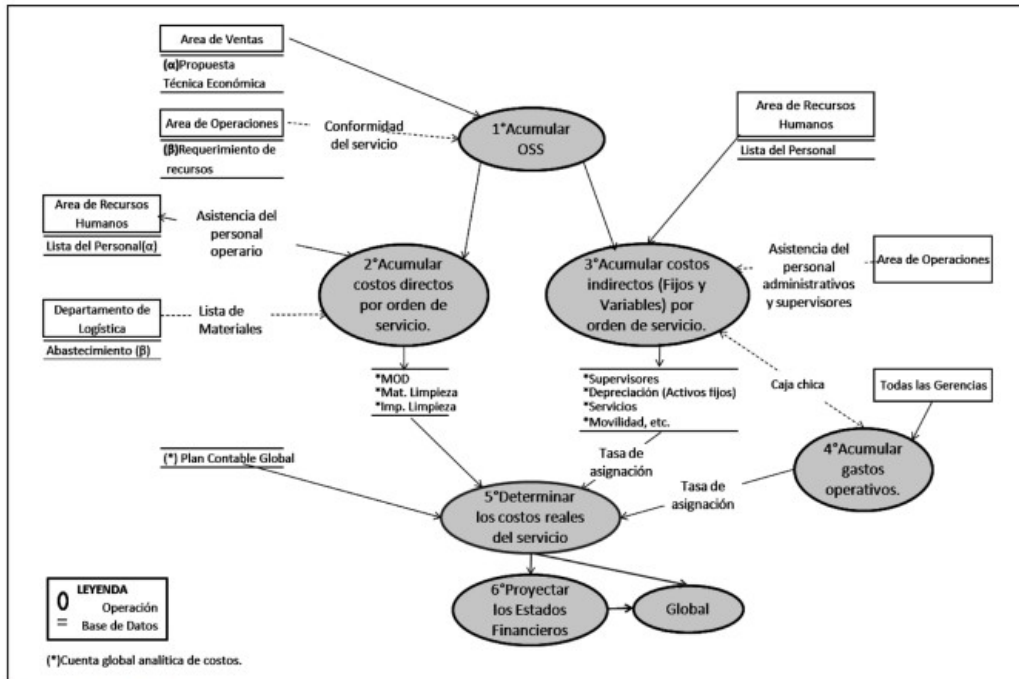 Area de Ventas
(α)Propuesta
Técnica Económica
Area de Operaciones
(β)Requerimiento de
recursos
Conformidad
del servicio
1°Acumular
OSS
Area de Recursos
Humanos
Lista del Personal
Area de Recursos
Humanos
Lista del Personal(α)
Asistencia del
personal
operario
2°Acumular
costos directos
por orden de
servicio.
3°Acumular costos
indirectos (Fijos y
Variables) por
orden de servicio.
Asistencia del
personal
administrativos
y supervisores
Area de Operaciones
Departamento de
Logística
Abastecimiento (β)
Lista de
Materiales
*MOD
*Mat. Limpieza
*Imp. Limpieza
*Supervisores
*Depreciación (Activos fijos)
*Servicios
*Movilidad, etc.
Caja chica
Todas las Gerencias
4°Acumular
gastos
operativos.
(*) Plan Contable Global
Tasa de
asignación
Tasa de
asignación
5°Determinar
los costos reales
del servicio
6°Proyectar
los Estados
Financieros
Global
LEYENDA
Operación
Base de Datos
(*)Cuenta global analítica de costos.